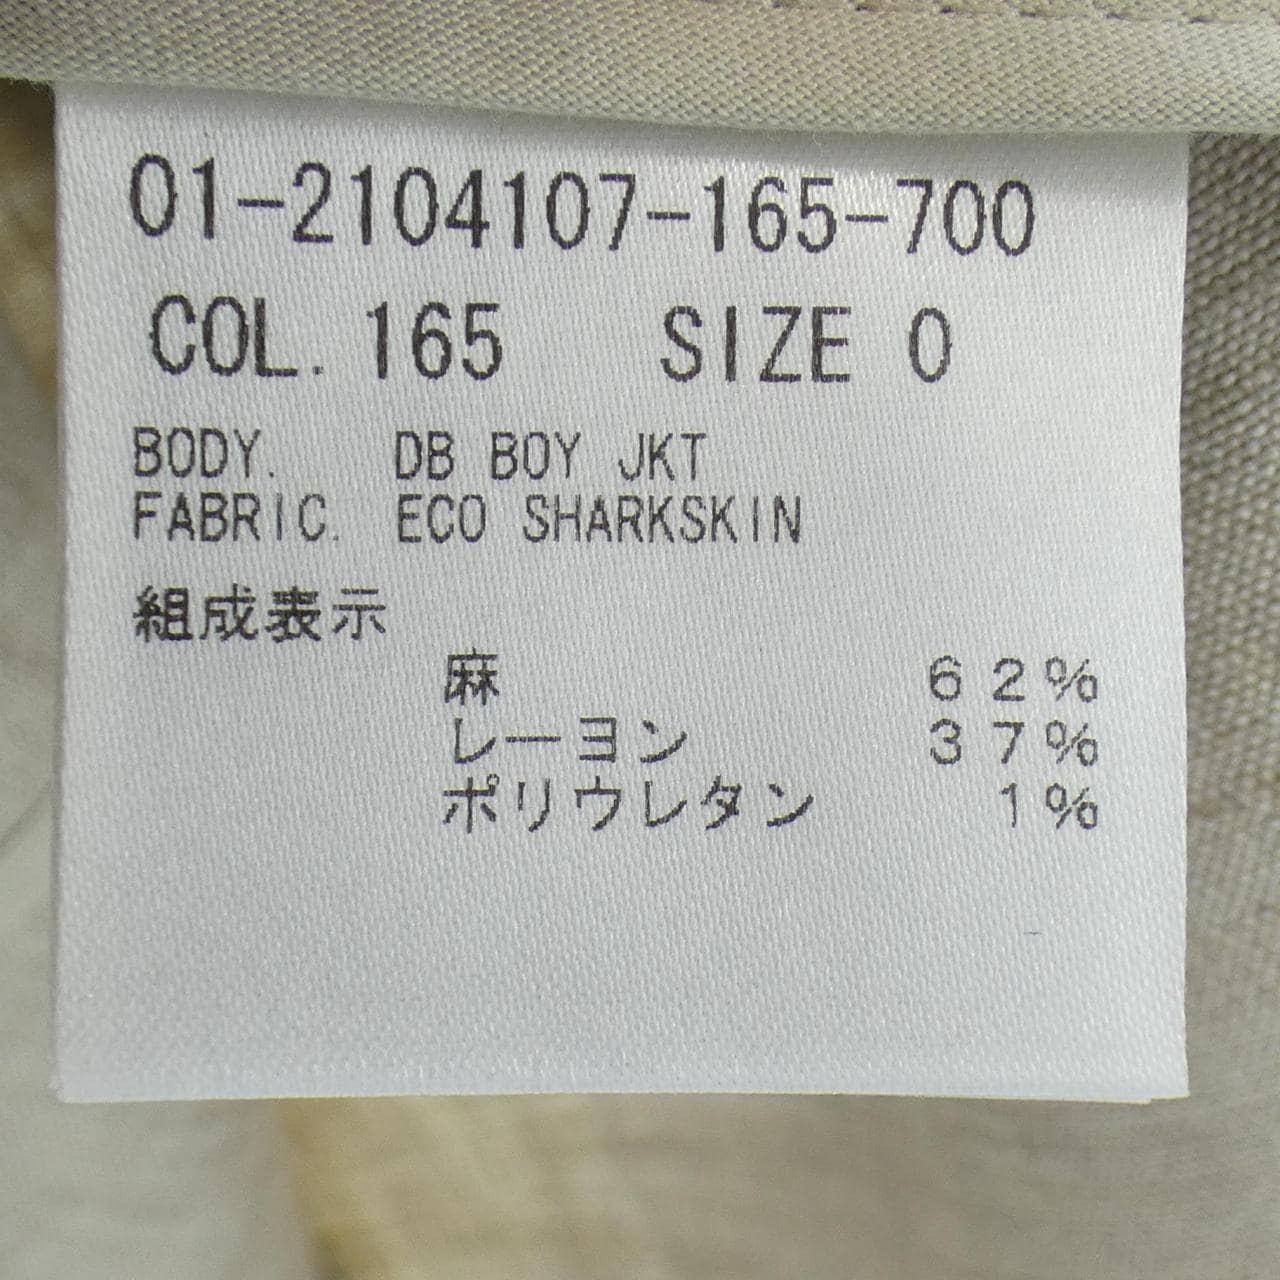 01-2104107-165-700
COL. 165 SIZE 0
BODY. DB BOY JKT
FABRIC. ECO SHARKSKIN
組成表示
麻 62%
レーヨン 37%
ポリウレタン 1%